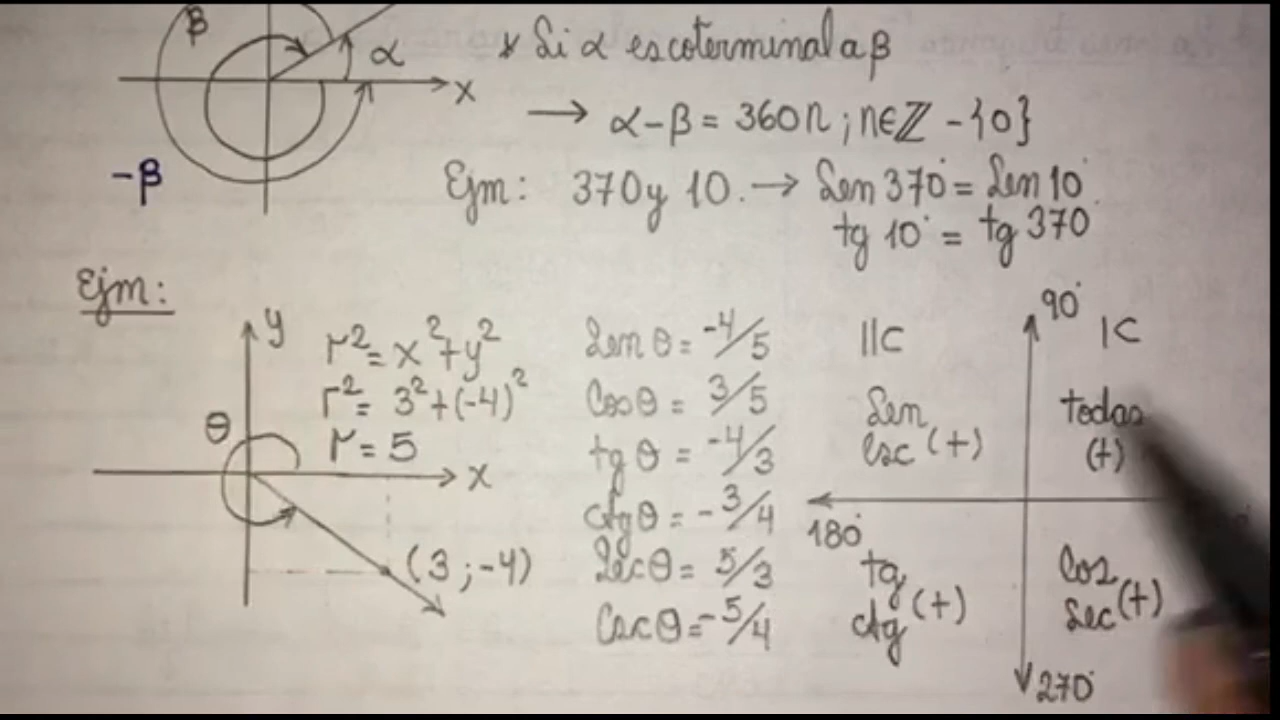 β
α
x
-β
* Si α es coterminal a β
→ α-β = 360n ; n∈ℤ - {0}
Ejm: 370 y 10. → Sen 370° = Sen 10°
tg 10° = tg 370
Ejm:
y
θ
x
(3 ; -4)
r² = x² + y²
r² = 3² + (-4)²
r = 5
Sen θ = -4/5
Cos θ = 3/5
tg θ = -4/3
Ctg θ = -3/4
Sec θ = 5/3
Csc θ = -5/4
90°
IIC
IC
Sen
Csc (+)
todas
(+)
180°
tg
ctg (+)
Cos
Sec (+)
270°